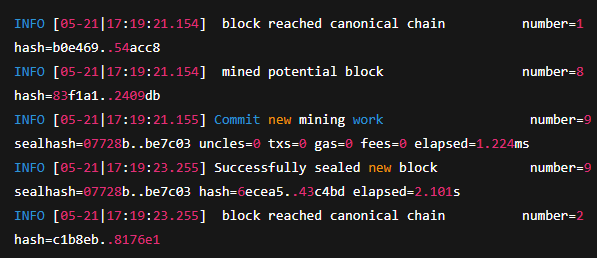 INFO [05-21|17:19:21.154]  block reached canonical chain          number=1
hash=b0e469..54acc8
INFO [05-21|17:19:21.154]  mined potential block                  number=8
hash=83f1a1..2409db
INFO [05-21|17:19:21.155] Commit new mining work                   number=9
sealhash=07728b..be7c03 uncles=0 txs=0 gas=0 fees=0 elapsed=1.224ms
INFO [05-21|17:19:23.255] Successfully sealed new block            number=9
sealhash=07728b..be7c03 hash=6ecea5..43c4bd elapsed=2.101s
INFO [05-21|17:19:23.255]  block reached canonical chain          number=2
hash=c1b8eb..8176e1